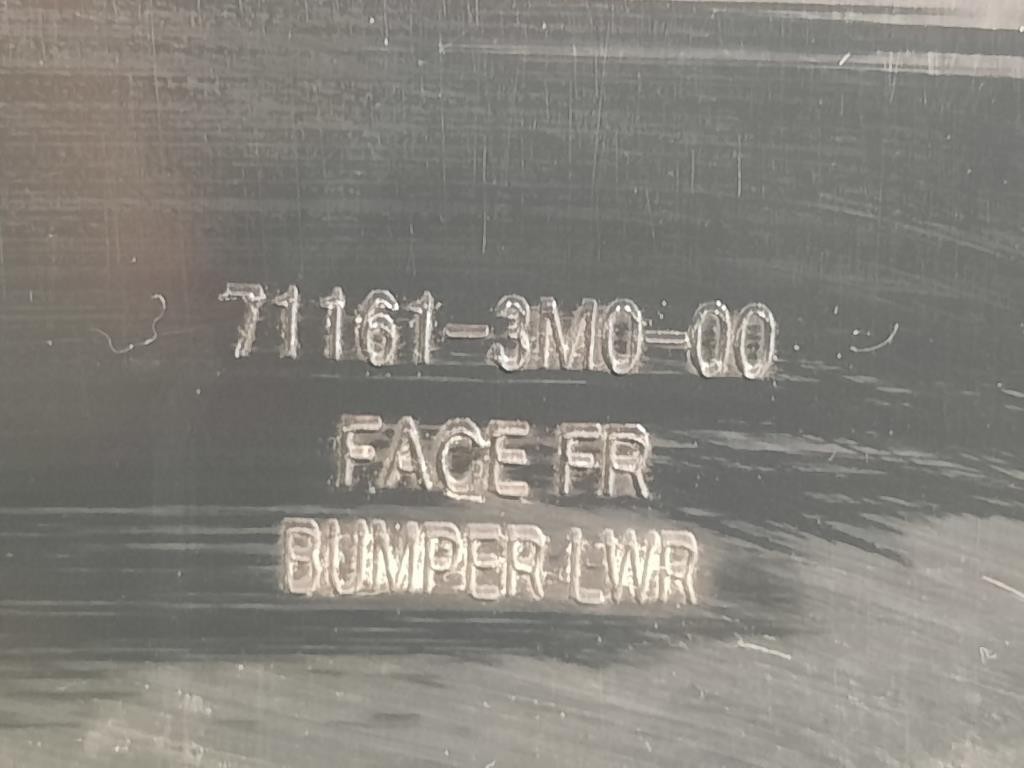 71161-3M0-00
FACE FR
BUMPER LWR